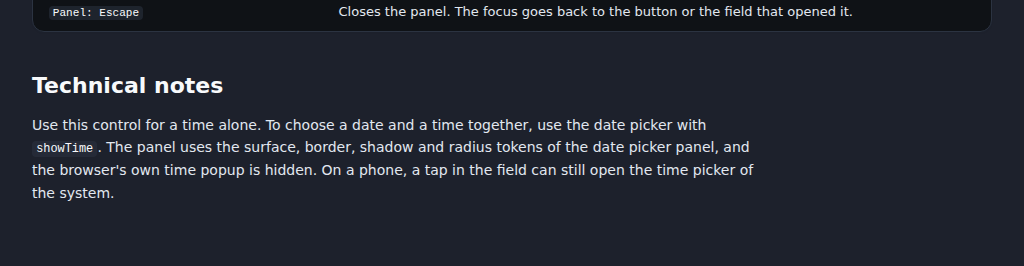 Panel: Escape Closes the panel. The focus goes back to the button or the field that opened it.
Technical notes
Use this control for a time alone. To choose a date and a time together, use the date picker with
showTime. The panel uses the surface, border, shadow and radius tokens of the date picker panel, and
the browser's own time popup is hidden. On a phone, a tap in the field can still open the time picker of
the system.